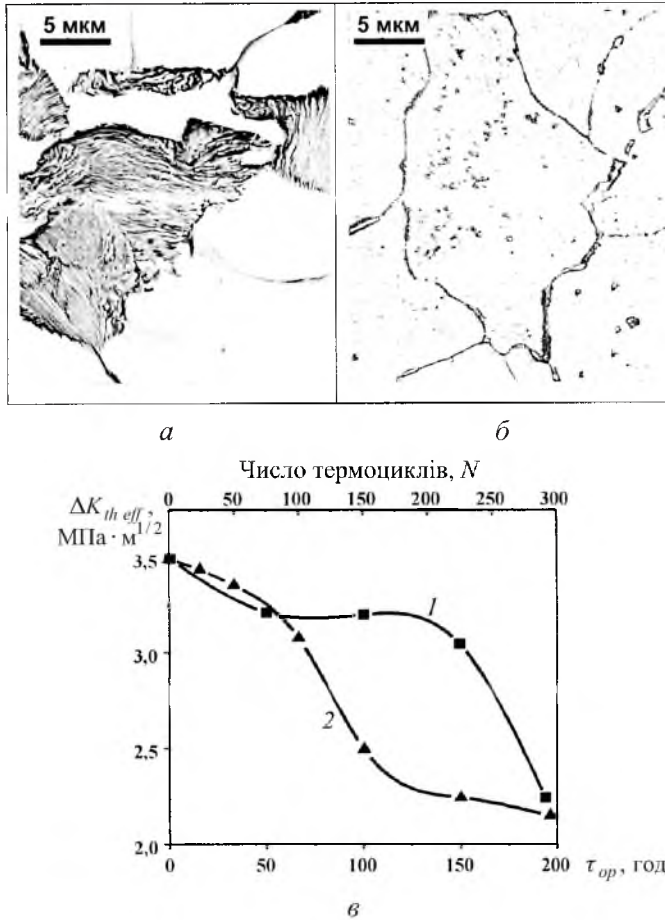 5 мкм
5 мкм
а
б
Число термоциклів, N
0 50 100 150 200 250 300
ΔK th eff ,
МПа · м1/2
3,5
3,0
2,5
2,0
1
2
0 50 100 150 200 τop, год
в